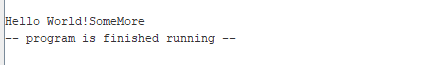 Hello World!SomeMore
-- program is finished running --